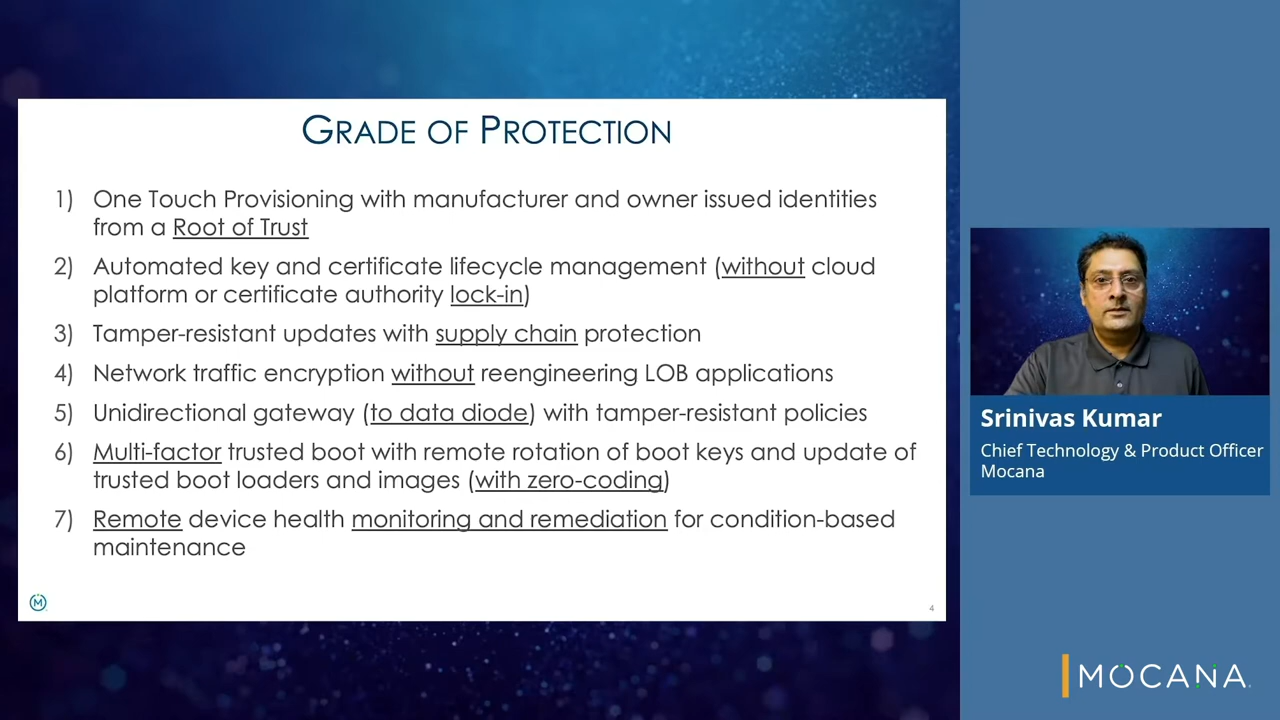 GRADE OF PROTECTION
1) One Touch Provisioning with manufacturer and owner issued identities
from a Root of Trust
2) Automated key and certificate lifecycle management (without cloud
platform or certificate authority lock-in)
3) Tamper-resistant updates with supply chain protection
4) Network traffic encryption without reengineering LOB applications
5) Unidirectional gateway (to data diode) with tamper-resistant policies
6) Multi-factor trusted boot with remote rotation of boot keys and update of
trusted boot loaders and images (with zero-coding)
7) Remote device health monitoring and remediation for condition-based
maintenance
M
4
Srinivas Kumar
Chief Technology & Product Officer
Mocana
MOCANA